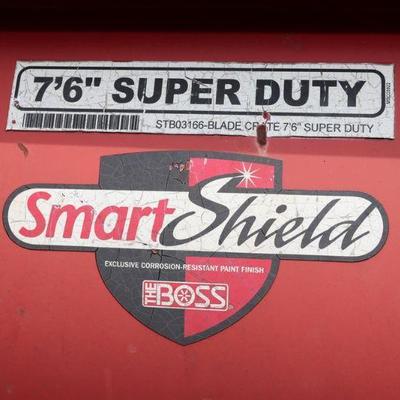 7'6" SUPER DUTY
STB03166-BLADE CRATE 7'6" SUPER DUTY
SmartShield
EXCLUSIVE CORROSION-RESISTANT PAINT FINISH
THE BOSS